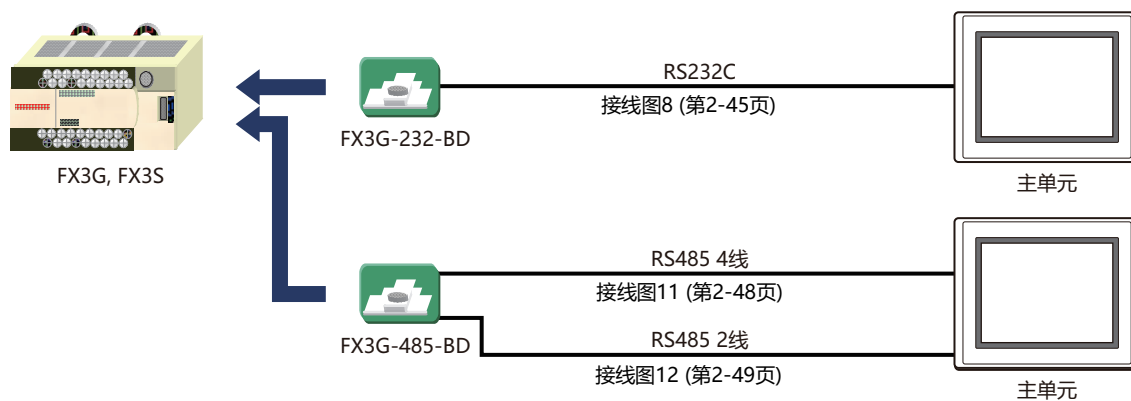 RS232C
接线图8 (第2-45页)
FX3G-232-BD
FX3G, FX3S
主单元
RS485 4线
接线图11 (第2-48页)
FX3G-485-BD
RS485 2线
接线图12 (第2-49页)
主单元